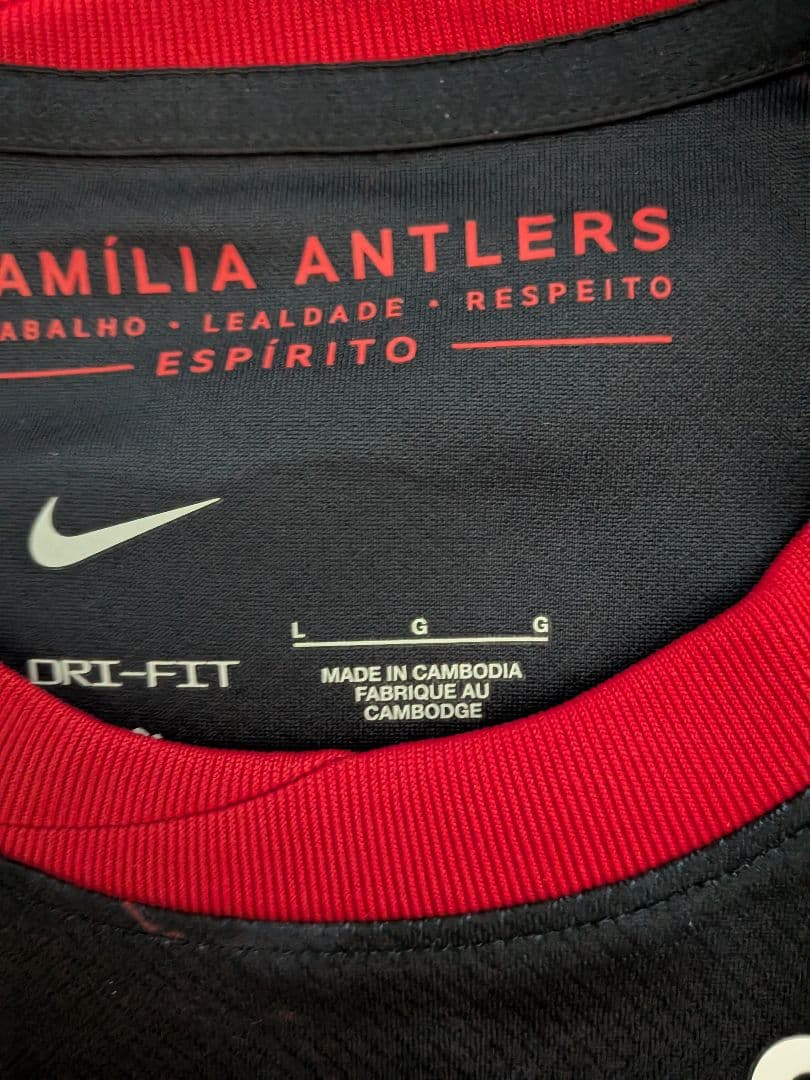 AMÍLIA ANTLERS
ABALHO · LEALDADE · RESPEITO
ESPÍRITO
L G G
DRI-FIT
MADE IN CAMBODIA
FABRIQUE AU
CAMBODGE